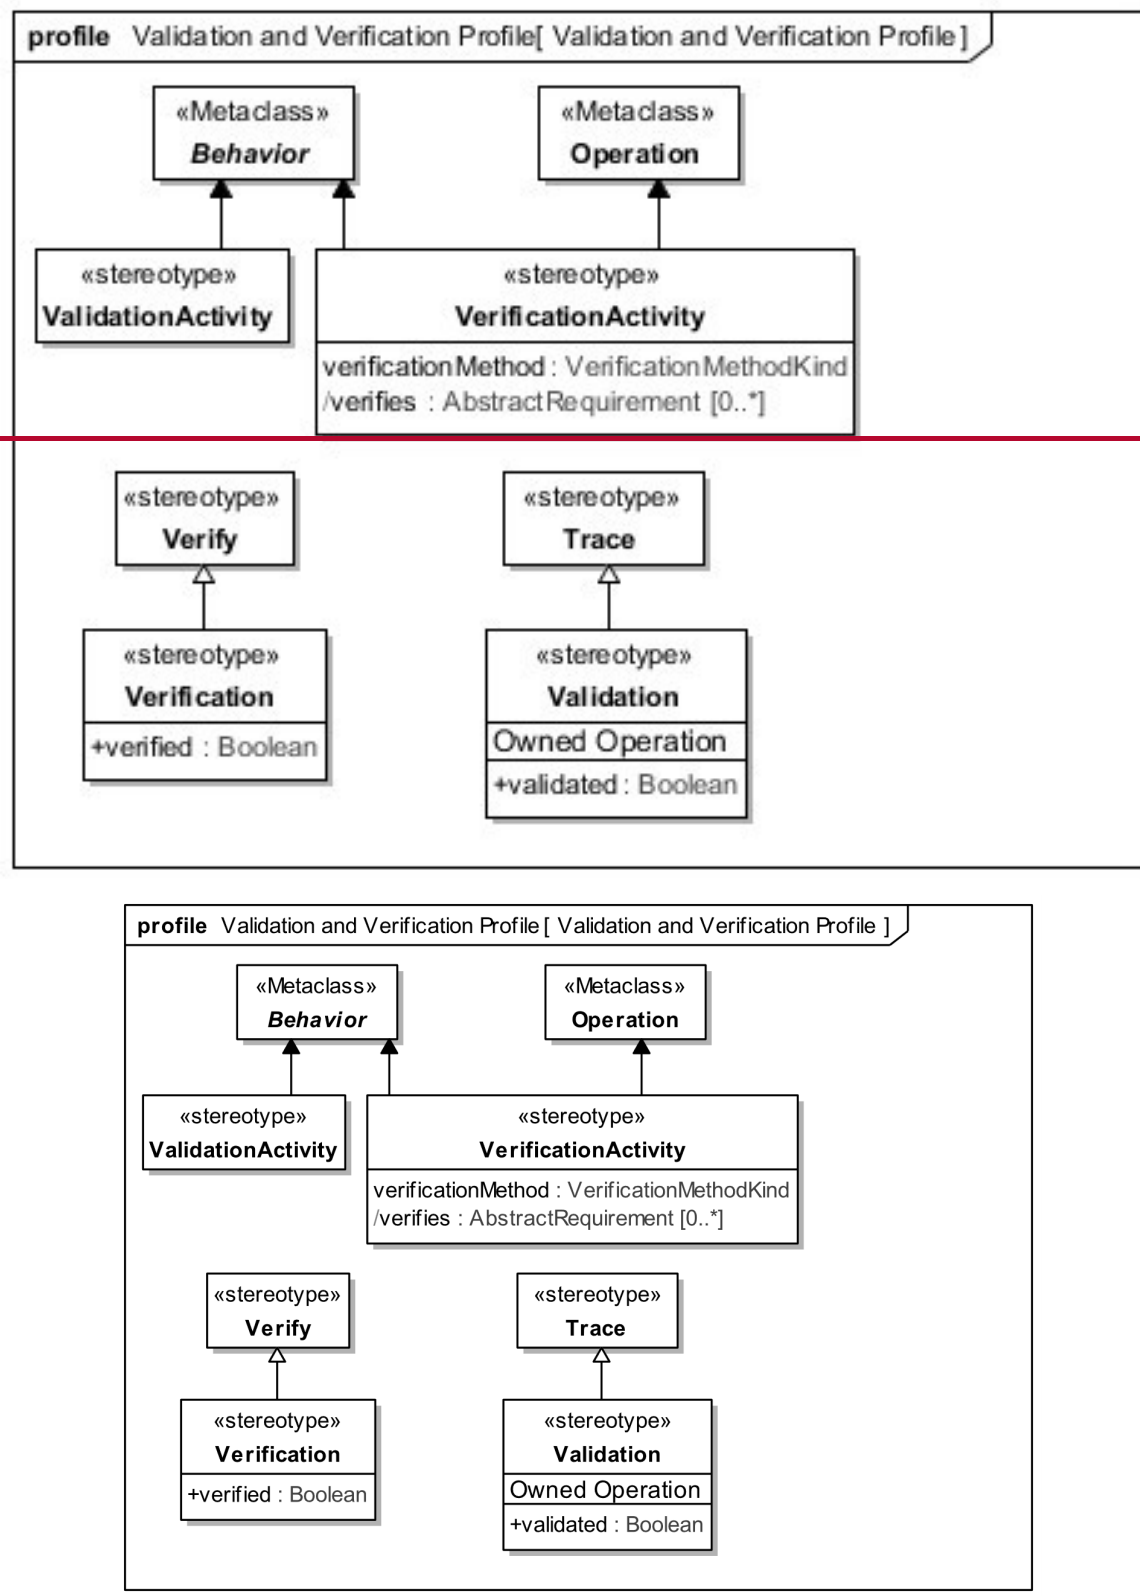 profile Validation and Verification Profile[ Validation and Verification Profile ]
«Metaclass»
Behavior
«Metaclass»
Operation
«stereotype»
ValidationActivity
«stereotype»
VerificationActivity
verificationMethod : VerificationMethodKind
/verifies : AbstractRequirement [0..*]
«stereotype»
Verify
«stereotype»
Trace
«stereotype»
Verification
+verified : Boolean
«stereotype»
Validation
Owned Operation
+validated : Boolean
profile Validation and Verification Profile [ Validation and Verification Profile ]
«Metaclass»
Behavior
«Metaclass»
Operation
«stereotype»
ValidationActivity
«stereotype»
VerificationActivity
verificationMethod : VerificationMethodKind
/verifies : AbstractRequirement [0..*]
«stereotype»
Verify
«stereotype»
Trace
«stereotype»
Verification
+verified : Boolean
«stereotype»
Validation
Owned Operation
+validated : Boolean